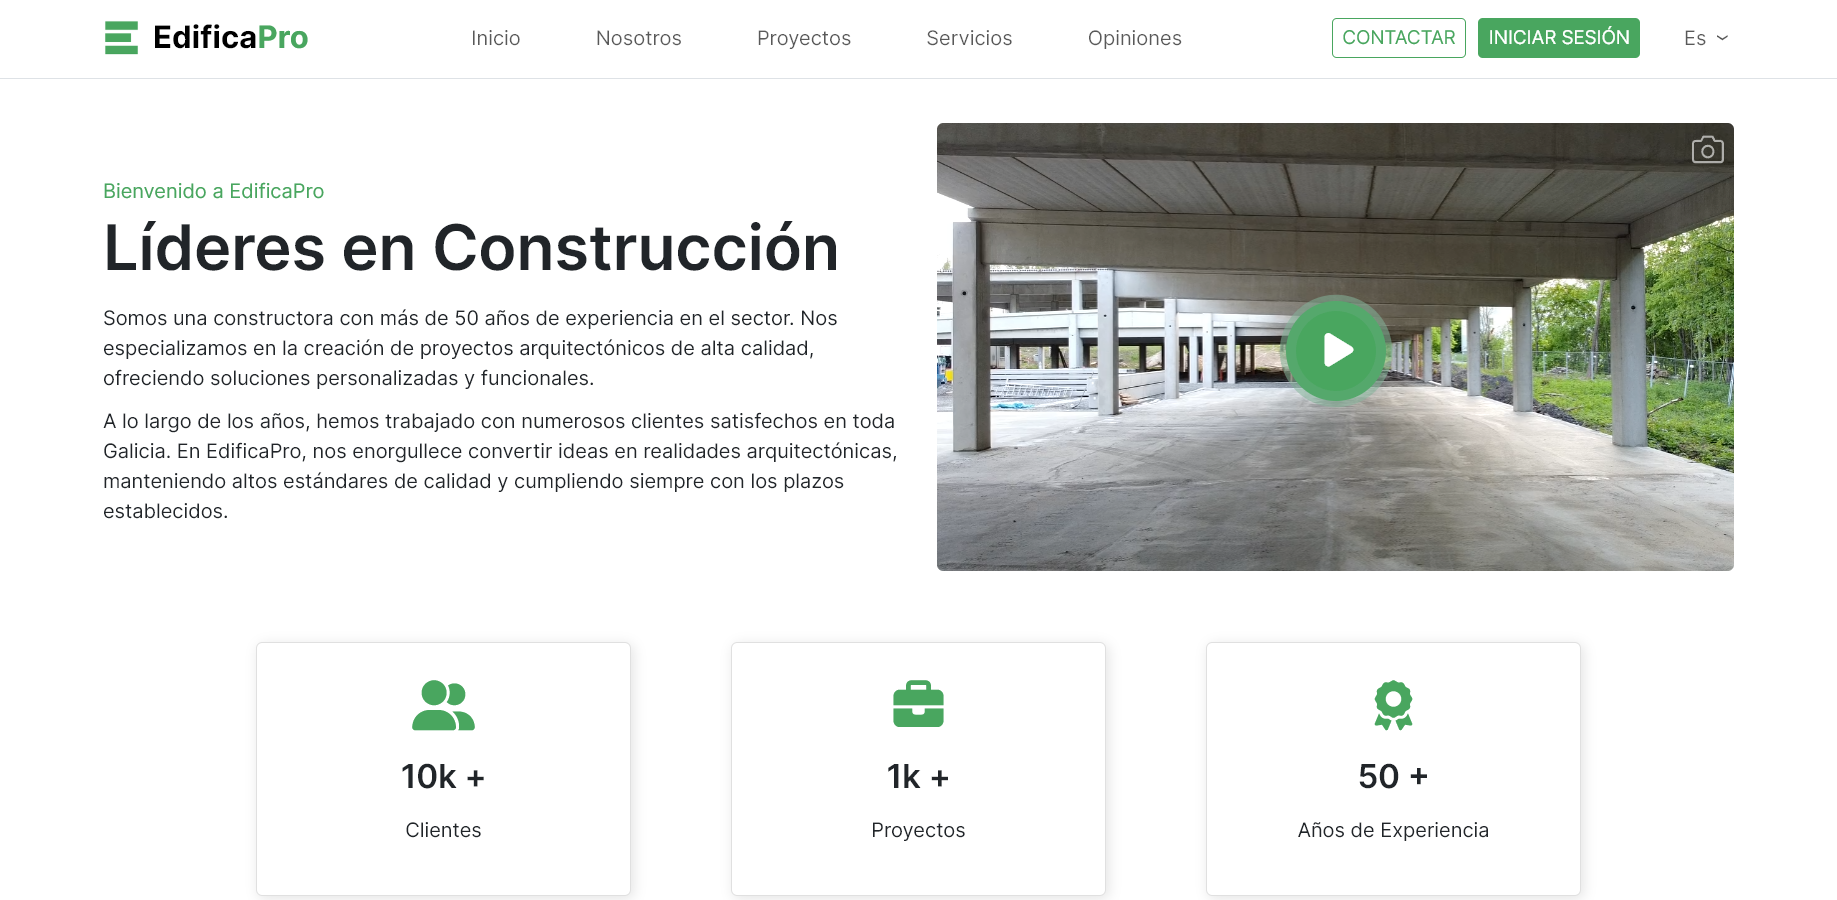 EdificaPro
Inicio
Nosotros
Proyectos
Servicios
Opiniones
CONTACTAR
INICIAR SESIÓN
Es
Bienvenido a EdificaPro
Líderes en Construcción
Somos una constructora con más de 50 años de experiencia en el sector. Nos
especializamos en la creación de proyectos arquitectónicos de alta calidad,
ofreciendo soluciones personalizadas y funcionales.
A lo largo de los años, hemos trabajado con numerosos clientes satisfechos en toda
Galicia. En EdificaPro, nos enorgullece convertir ideas en realidades arquitectónicas,
manteniendo altos estándares de calidad y cumpliendo siempre con los plazos
establecidos.
10k +
Clientes
1k +
Proyectos
50 +
Años de Experiencia